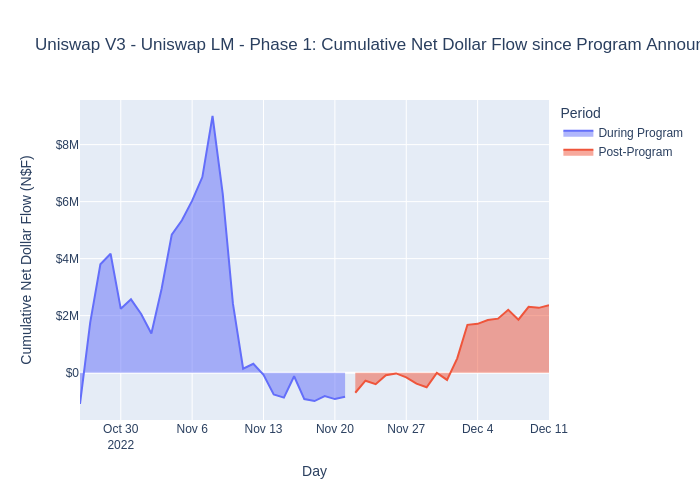 Uniswap V3 - Uniswap LM - Phase 1: Cumulative Net Dollar Flow since Program
Period
During Program
Post-Program
Cumulative Net Dollar Flow (N$F)
$8M
$6M
$4M
$2M
$0
Oct 30
2022
Nov 6
Nov 13
Nov 20
Nov 27
Dec 4
Dec 11
Day